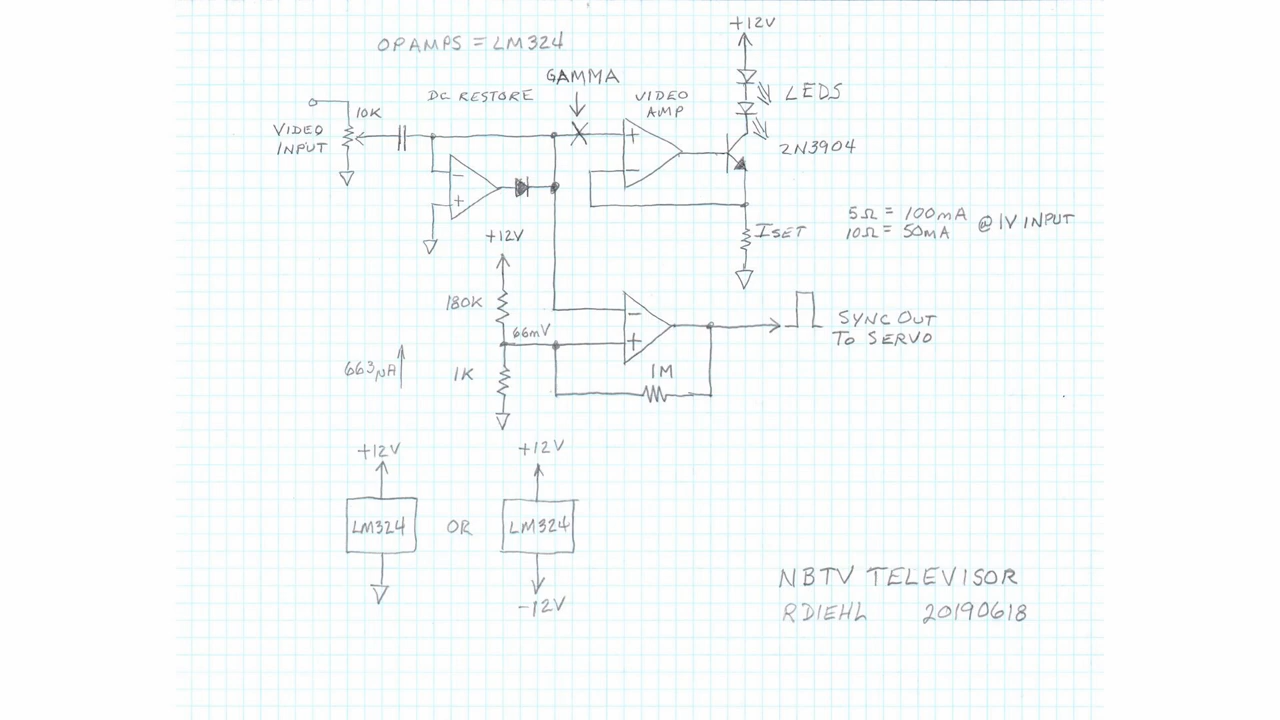 +12V
OPAMPS = LM324
GAMMA
DC RESTORE
VIDEO
AMP
LEDS
10K
VIDEO
INPUT
2N3904
-
+
+
-
+12V
ISET
5Ω = 100mA
10Ω = 50mA
@ 1V INPUT
180K
66mV
-
+
SYNC OUT
TO SERVO
663µA
1K
1M
+12V
+12V
LM324
OR
LM324
-12V
NBTV TELEVISOR
RDIEHL 20190618